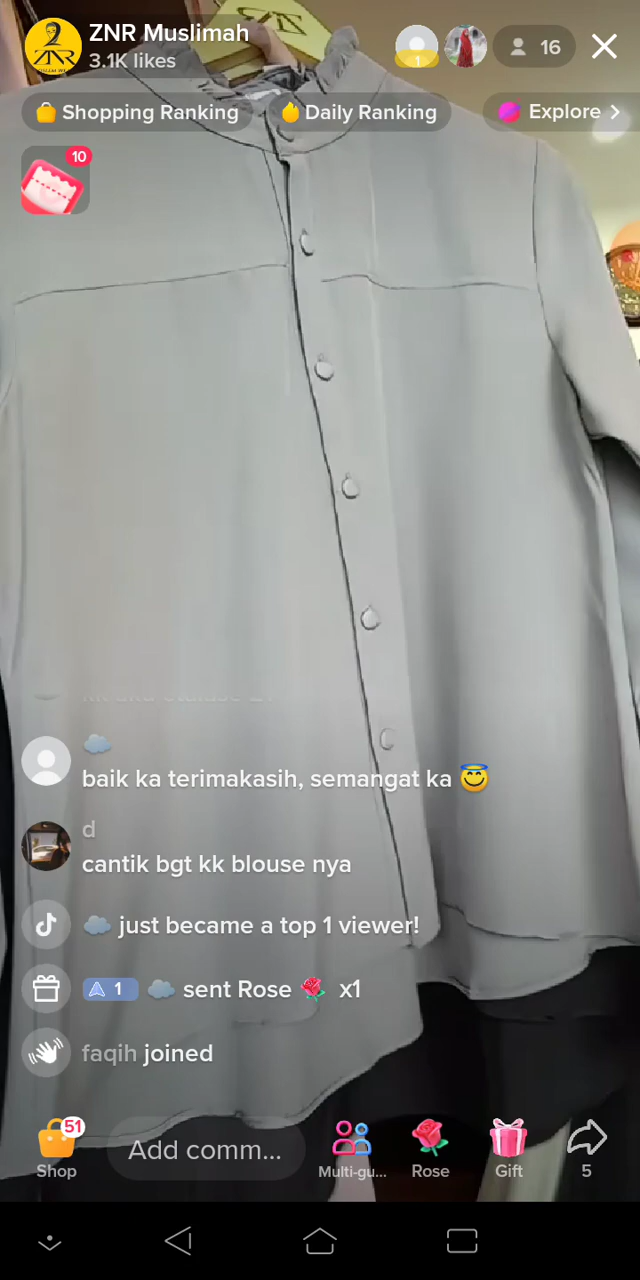 ZNR Muslimah
3.1K likes
1
16
Shopping Ranking
Daily Ranking
Explore
10
ZNR
baik ka terimakasih, semangat ka 😇
d
cantik bgt kk blouse nya
☁️ just became a top 1 viewer!
1 ☁️ sent Rose 🌹 x1
faqih joined
51
Shop
Add comm...
Multi-gu...
Rose
Gift
5